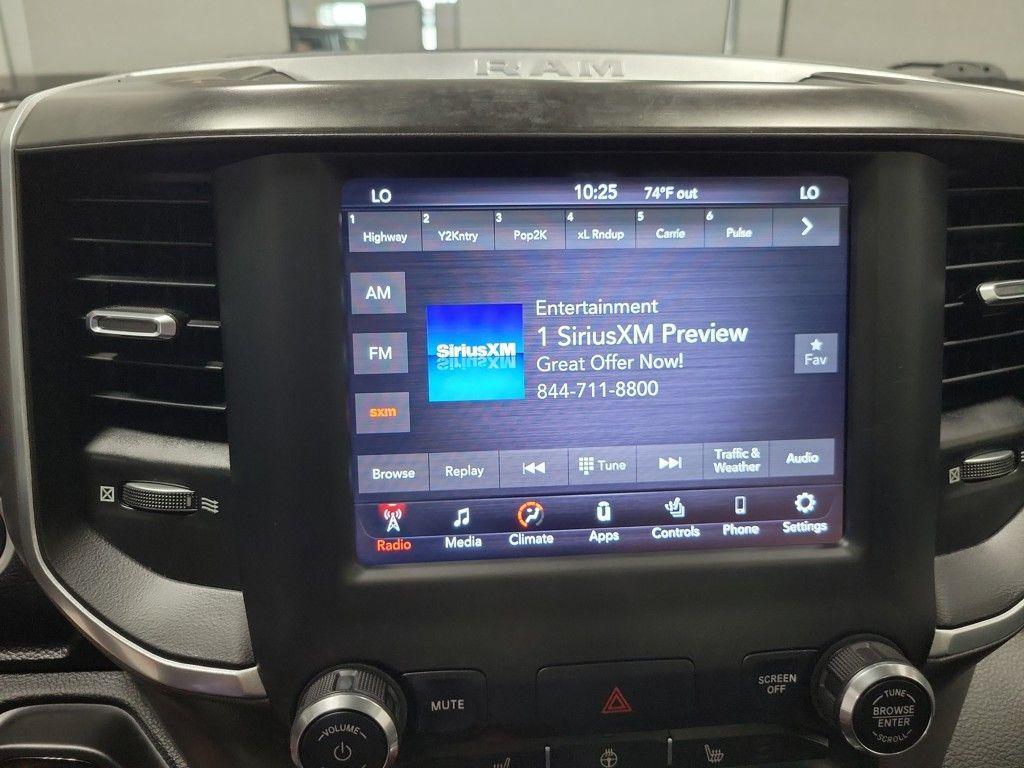 RAM
LO 10:25 74°F out LO
1 Highway 2 Y2Kntry 3 Pop2K 4 xL Rndup 5 Carrie 6 Pulse
AM
FM
sxm
SiriusXM
Entertainment
1 SiriusXM Preview
Great Offer Now!
844-711-8800
Fav
Browse Replay Tune Traffic & Weather Audio
Radio Media Climate Apps Controls Phone Settings
VOLUME
MUTE
SCREEN
OFF
TUNE
BROWSE
ENTER
SCROLL